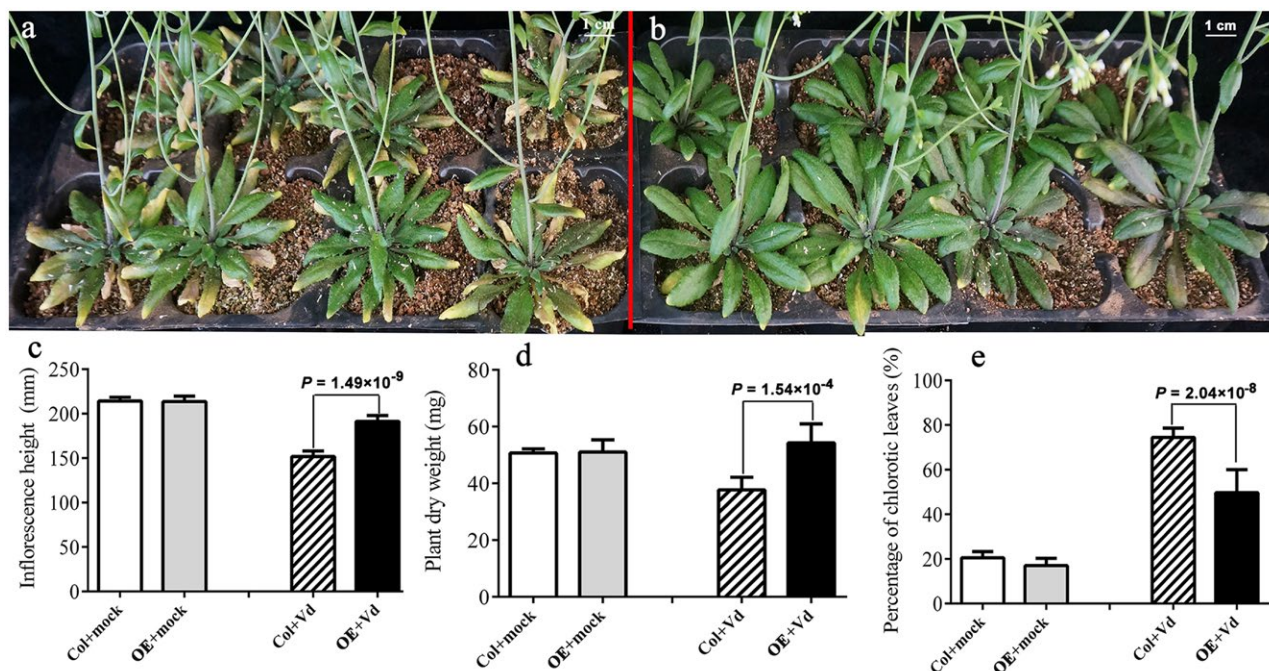 a
1 cm
b
1 cm
c
Inflorescence height (mm)
250
200
150
100
50
0
P = 1.49×10⁻⁹
Col+mock
OE+mock
Col+Vd
OE+Vd
d
Plant dry weight (mg)
80
60
40
20
0
P = 1.54×10⁻⁴
Col+mock
OE+mock
Col+Vd
OE+Vd
e
Percentage of chlorotic leaves (%)
100
80
60
40
20
0
P = 2.04×10⁻⁸
Col+mock
OE+mock
Col+Vd
OE+Vd